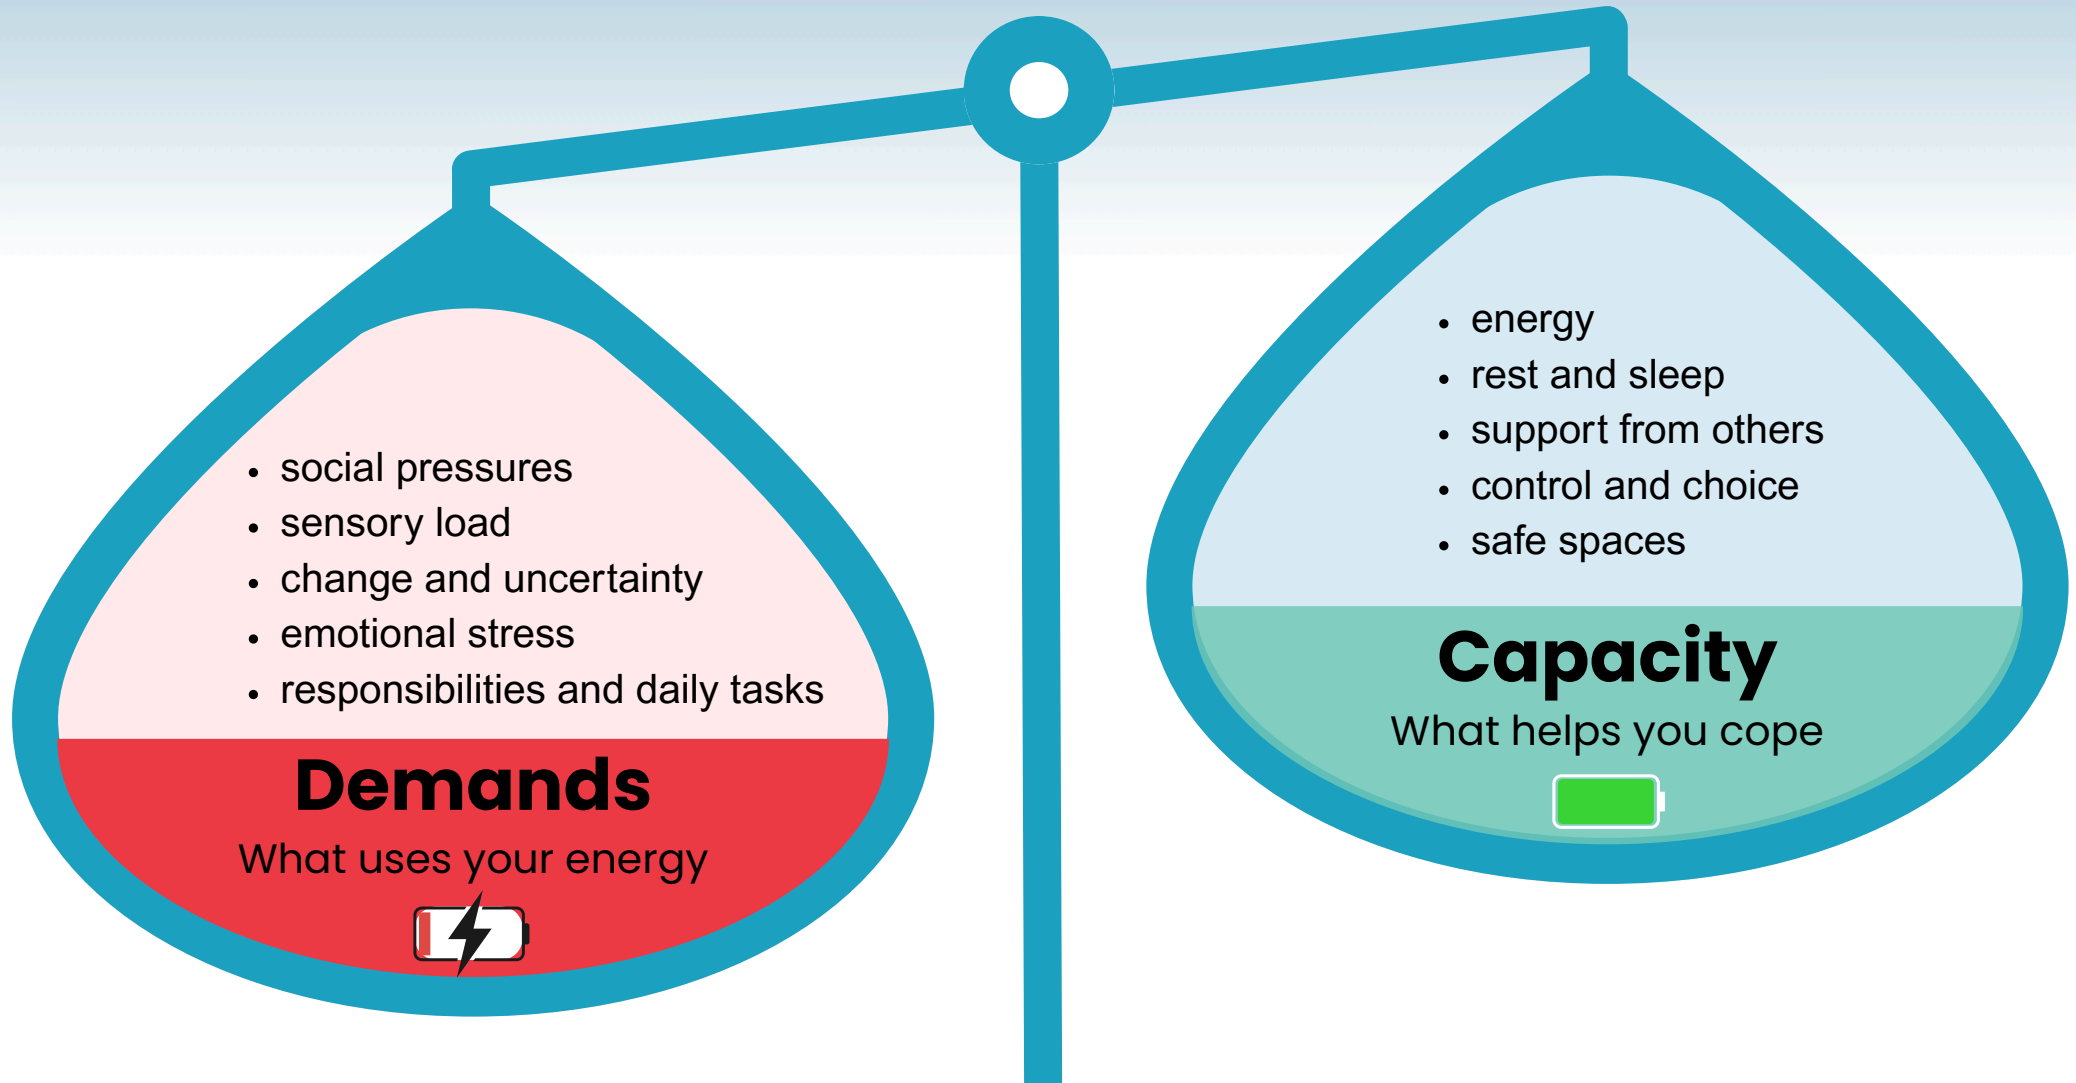 • social pressures
• sensory load
• change and uncertainty
• emotional stress
• responsibilities and daily tasks
Demands
What uses your energy
• energy
• rest and sleep
• support from others
• control and choice
• safe spaces
Capacity
What helps you cope